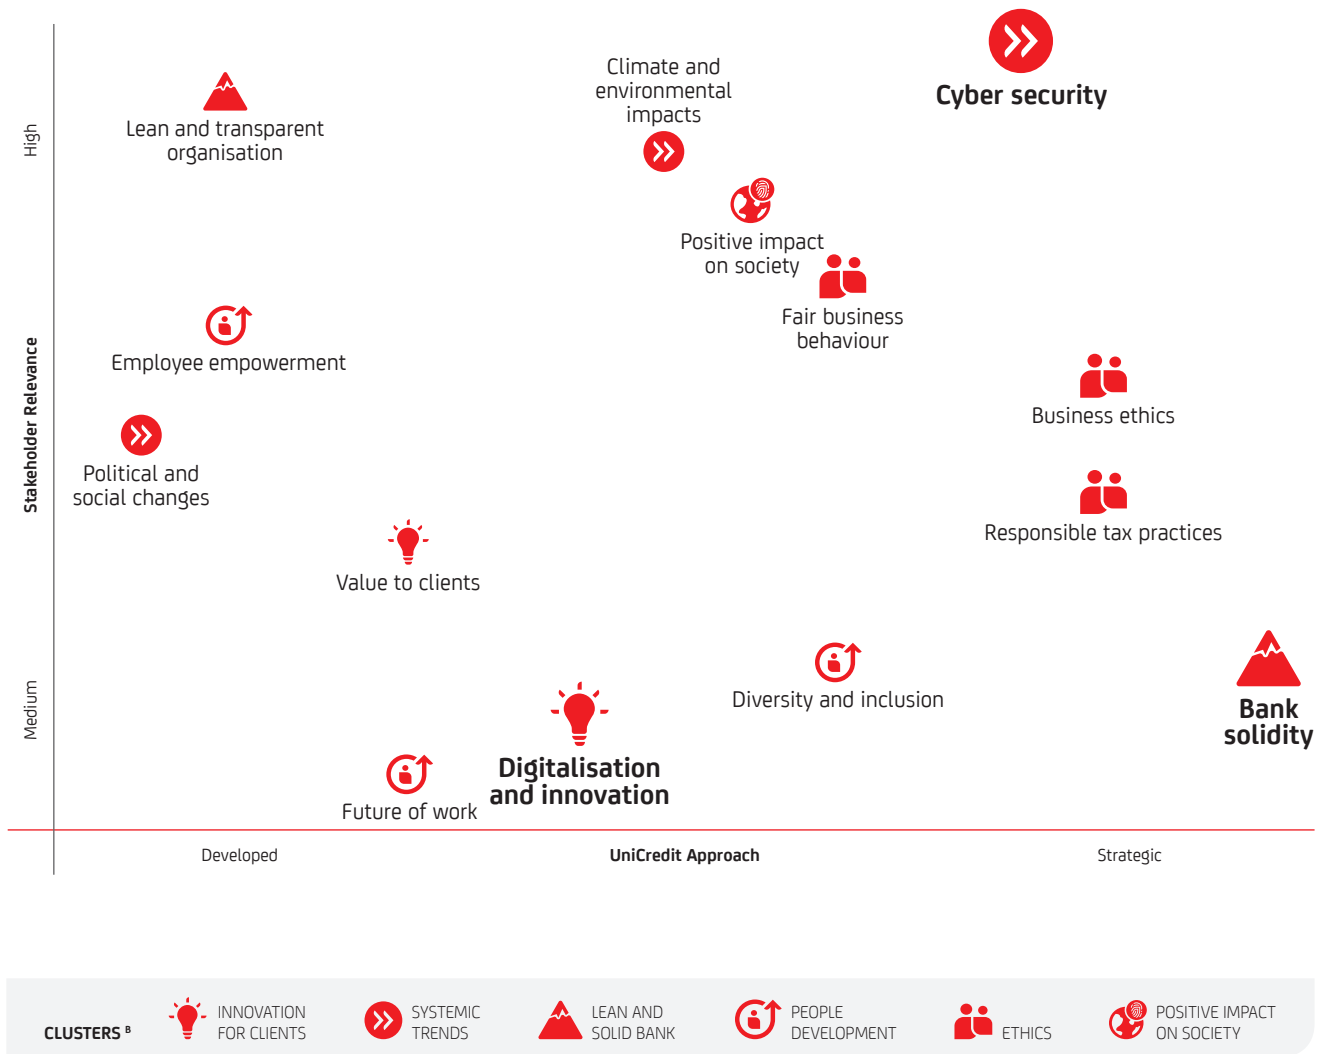 Climate and
environmental
impacts
Cyber security
Lean and transparent
organisation
High
Positive impact
on society
Fair business
behaviour
Employee empowerment
Stakeholder Relevance
Business ethics
Political and
social changes
Responsible tax practices
Value to clients
Medium
Diversity and inclusion
Bank
solidity
Digitalisation
and innovation
Future of work
Developed
UniCredit Approach
Strategic
CLUSTERS B
INNOVATION
FOR CLIENTS
SYSTEMIC
TRENDS
LEAN AND
SOLID BANK
PEOPLE
DEVELOPMENT
ETHICS
POSITIVE IMPACT
ON SOCIETY